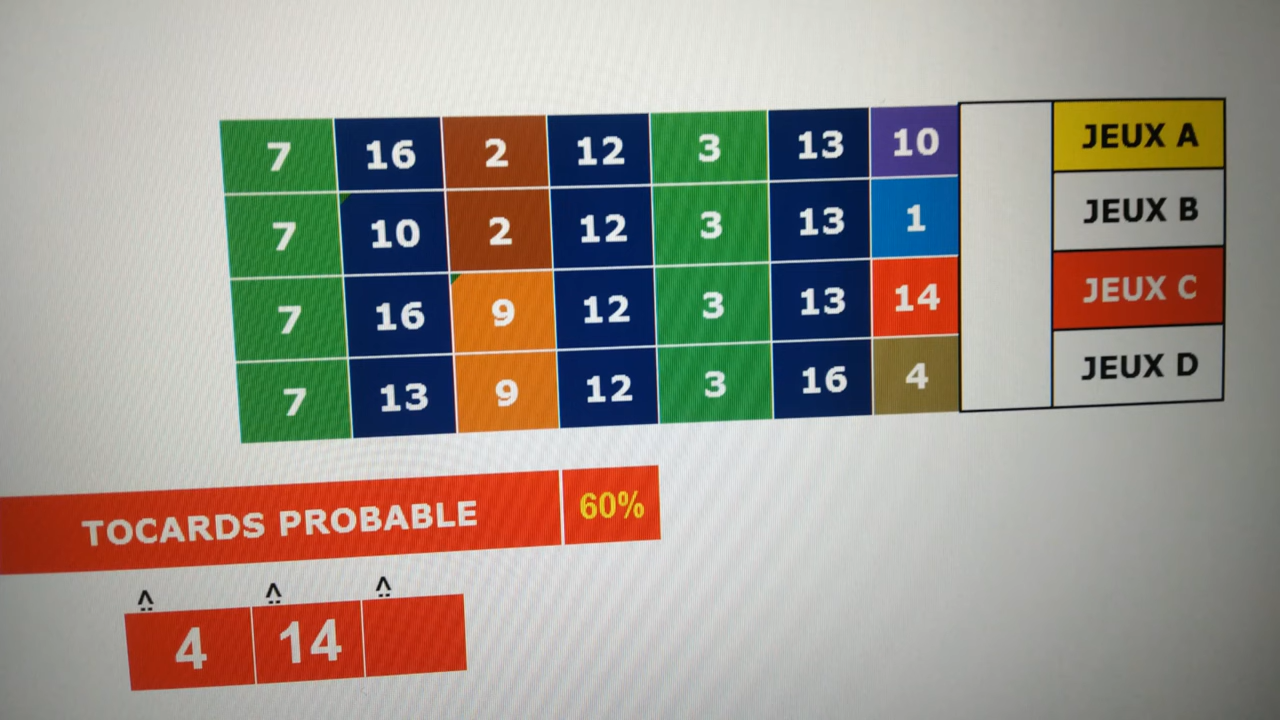 7 16 2 12 3 13 10 JEUX A
7 10 2 12 3 13 1 JEUX B
7 16 9 12 3 13 14 JEUX C
7 13 9 12 3 16 4 JEUX D
TOCARDS PROBABLE 60%
^ ^ ^
4 14